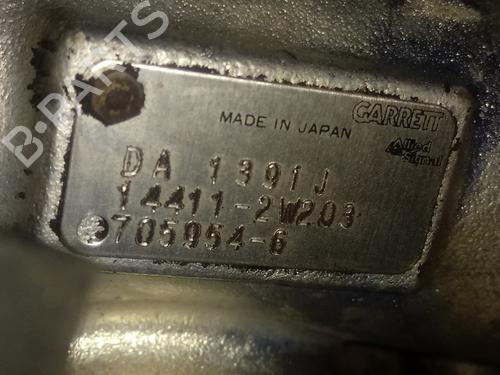 B-PARTS
GARRETT
MADE IN JAPAN
Allied
Signal
DA 1391J
14411-2W203
705954-6